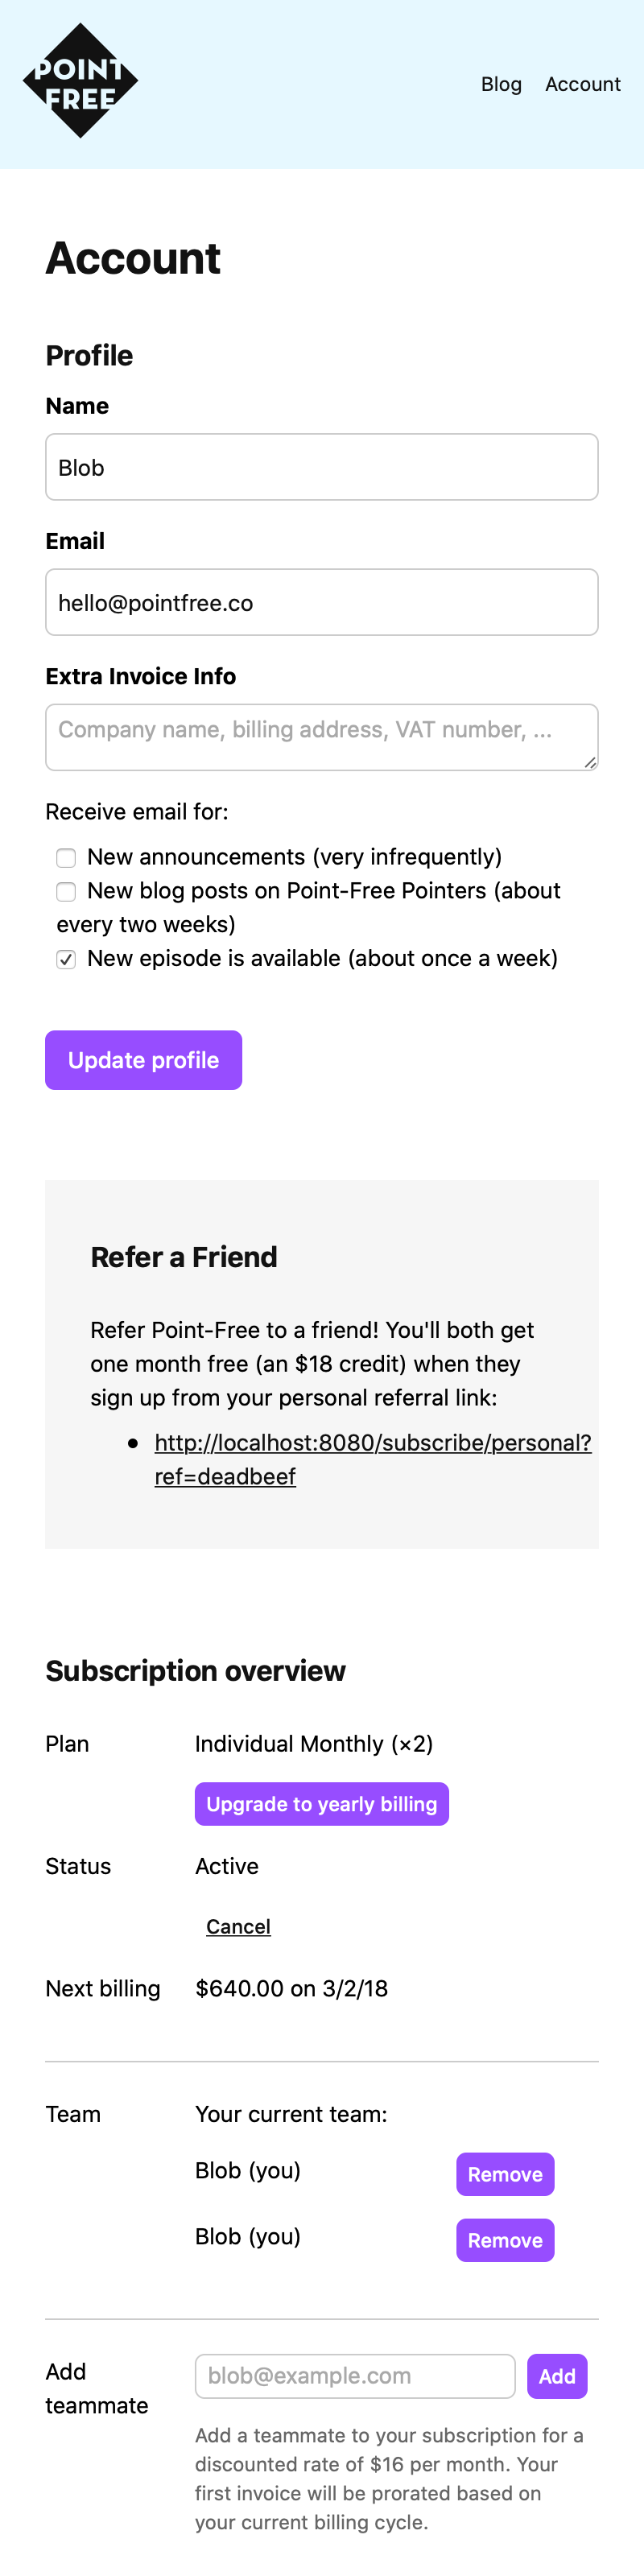 POINT
FREE
Blog Account
Account
Profile
Name
Blob
Email
hello@pointfree.co
Extra Invoice Info
Company name, billing address, VAT number, ...
Receive email for:
New announcements (very infrequently)
New blog posts on Point-Free Pointers (about
every two weeks)
New episode is available (about once a week)
Update profile
Refer a Friend
Refer Point-Free to a friend! You'll both get
one month free (an $18 credit) when they
sign up from your personal referral link:
http://localhost:8080/subscribe/personal?
ref=deadbeef
Subscription overview
Plan Individual Monthly (×2)
Upgrade to yearly billing
Status Active
Cancel
Next billing $640.00 on 3/2/18
Team Your current team:
Blob (you) Remove
Blob (you) Remove
Add
teammate
blob@example.com Add
Add a teammate to your subscription for a
discounted rate of $16 per month. Your
first invoice will be prorated based on
your current billing cycle.